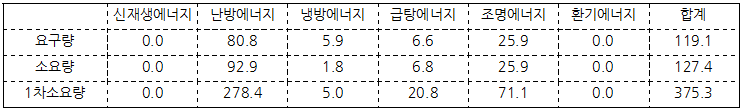 신재생에너지 난방에너지 냉방에너지 급탕에너지 조명에너지 환기에너지 합계
요구량 0.0 80.8 5.9 6.6 25.9 0.0 119.1
소요량 0.0 92.9 1.8 6.8 25.9 0.0 127.4
1차소요량 0.0 278.4 5.0 20.8 71.1 0.0 375.3